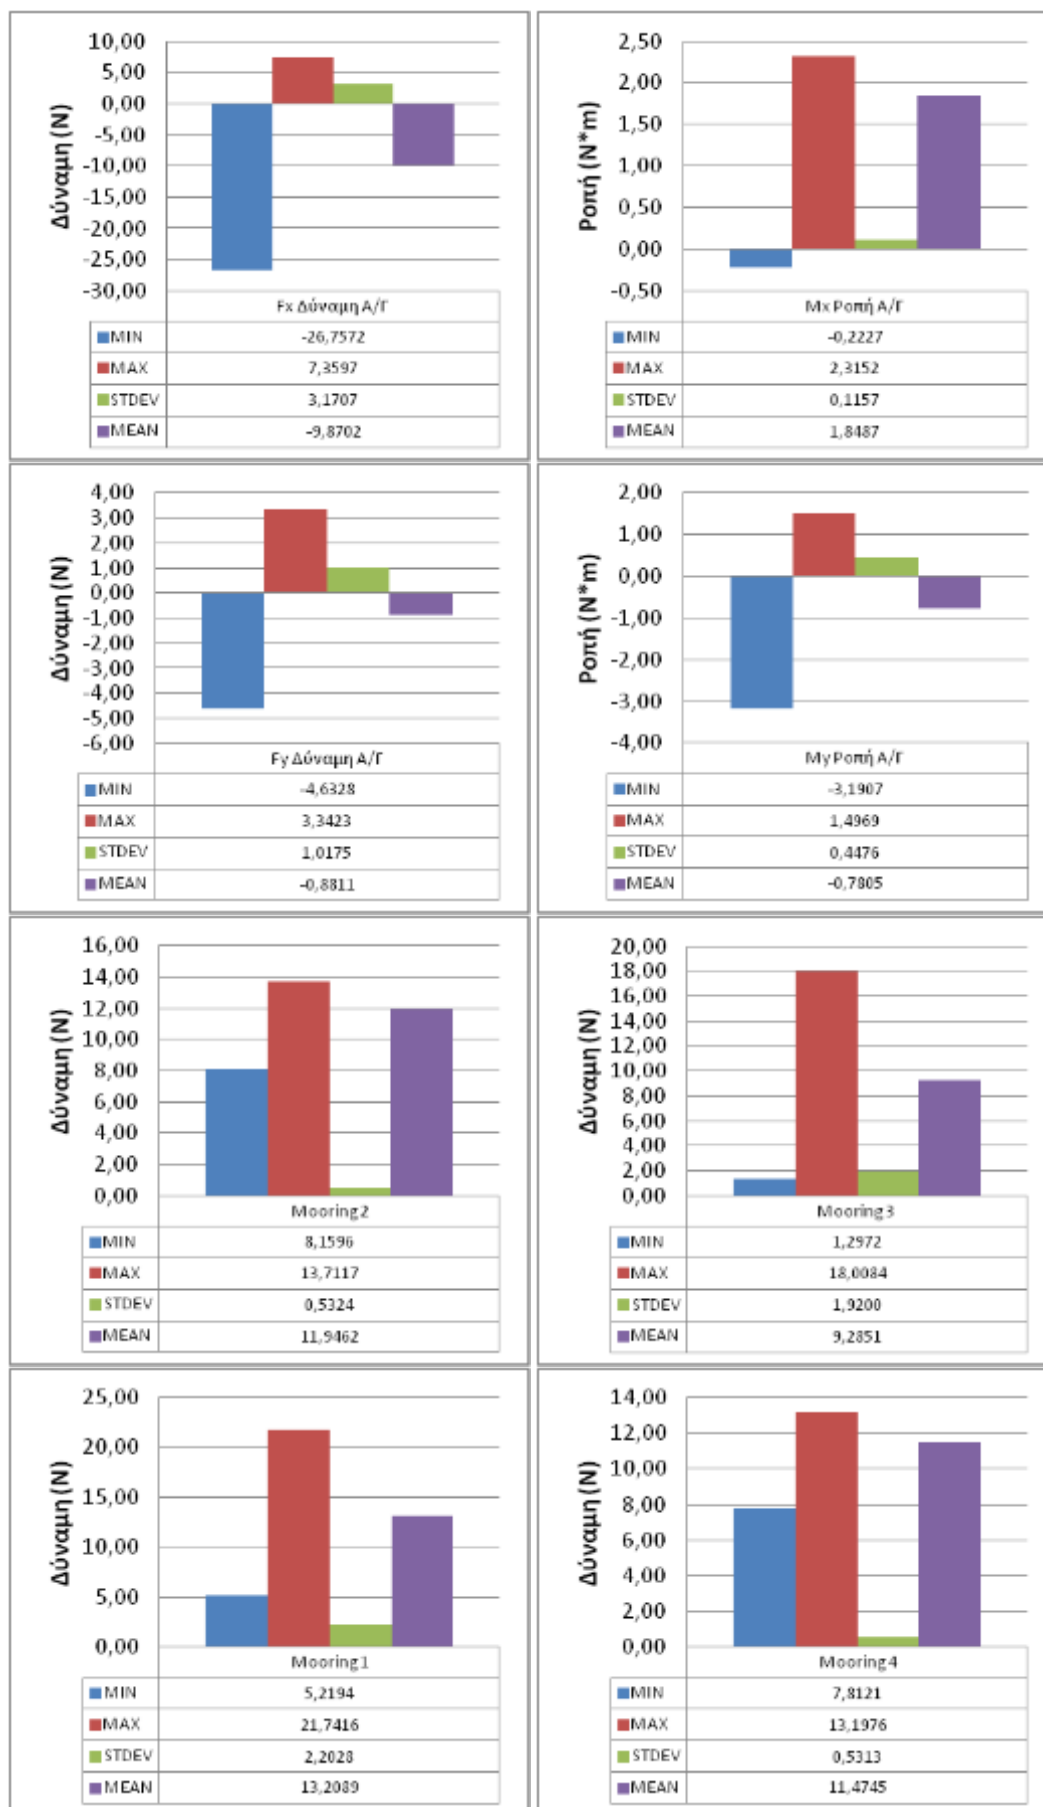 10,00
5,00
0,00
-5,00
-10,00
-15,00
-20,00
-25,00
-30,00
Δύναμη (N)
Fx Δύναμη Α/Γ
MIN -26,7572
MAX 7,3597
STDEV 3,1707
MEAN -9,8702
2,50
2,00
1,50
1,00
0,50
0,00
-0,50
Ροπή (N*m)
Mx Ροπή Α/Γ
MIN -0,2227
MAX 2,3152
STDEV 0,1157
MEAN 1,8487
4,00
3,00
2,00
1,00
0,00
-1,00
-2,00
-3,00
-4,00
-5,00
-6,00
Δύναμη (N)
Fy Δύναμη Α/Γ
MIN -4,6328
MAX 3,3423
STDEV 1,0175
MEAN -0,8811
2,00
1,00
0,00
-1,00
-2,00
-3,00
-4,00
Ροπή (N*m)
My Ροπή Α/Γ
MIN -3,1907
MAX 1,4969
STDEV 0,4476
MEAN -0,7805
16,00
14,00
12,00
10,00
8,00
6,00
4,00
2,00
0,00
Δύναμη (N)
Mooring 2
MIN 8,1596
MAX 13,7117
STDEV 0,5324
MEAN 11,9462
20,00
18,00
16,00
14,00
12,00
10,00
8,00
6,00
4,00
2,00
0,00
Δύναμη (N)
Mooring 3
MIN 1,2972
MAX 18,0084
STDEV 1,9200
MEAN 9,2851
25,00
20,00
15,00
10,00
5,00
0,00
Δύναμη (N)
Mooring 1
MIN 5,2194
MAX 21,7416
STDEV 2,2028
MEAN 13,2089
14,00
12,00
10,00
8,00
6,00
4,00
2,00
0,00
Δύναμη (N)
Mooring 4
MIN 7,8121
MAX 13,1976
STDEV 0,5313
MEAN 11,4745